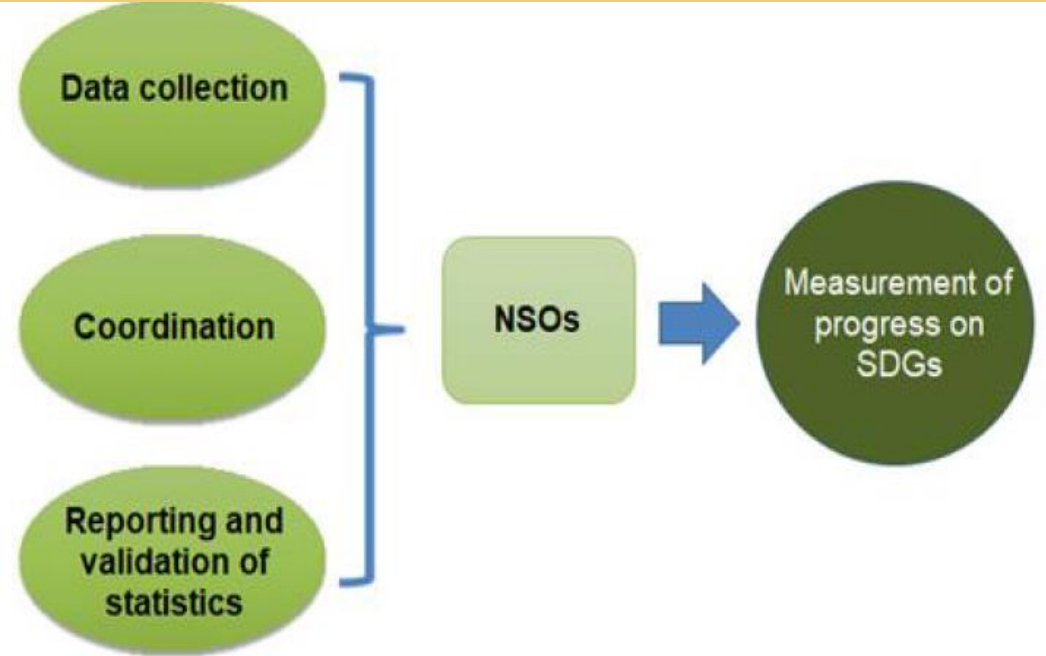 Data collection
Coordination
Reporting and
validation of
statistics
NSOs
Measurement of
progress on
SDGs